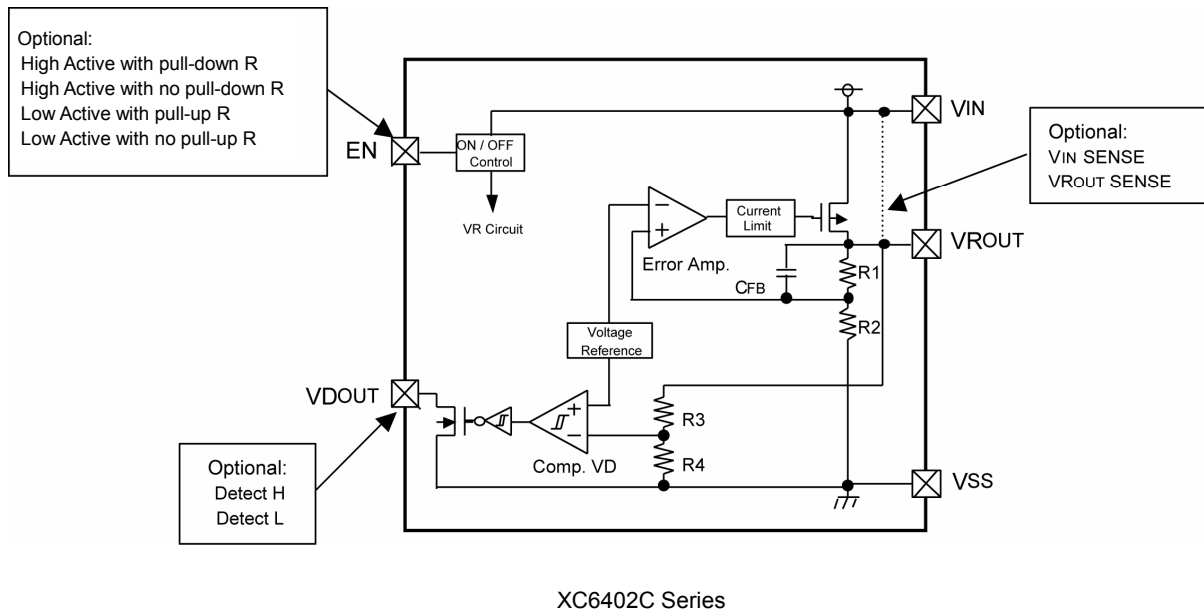 Optional:
High Active with pull-down R
High Active with no pull-down R
Low Active with pull-up R
Low Active with no pull-up R
EN
ON / OFF
Control
VR Circuit
VIN
Optional:
VIN SENSE
VROUT SENSE
−
+
Error Amp.
Current
Limit
VROUT
CFB
R1
R2
Voltage
Reference
VDOUT
+
−
Comp. VD
R3
R4
Optional:
Detect H
Detect L
VSS
XC6402C Series